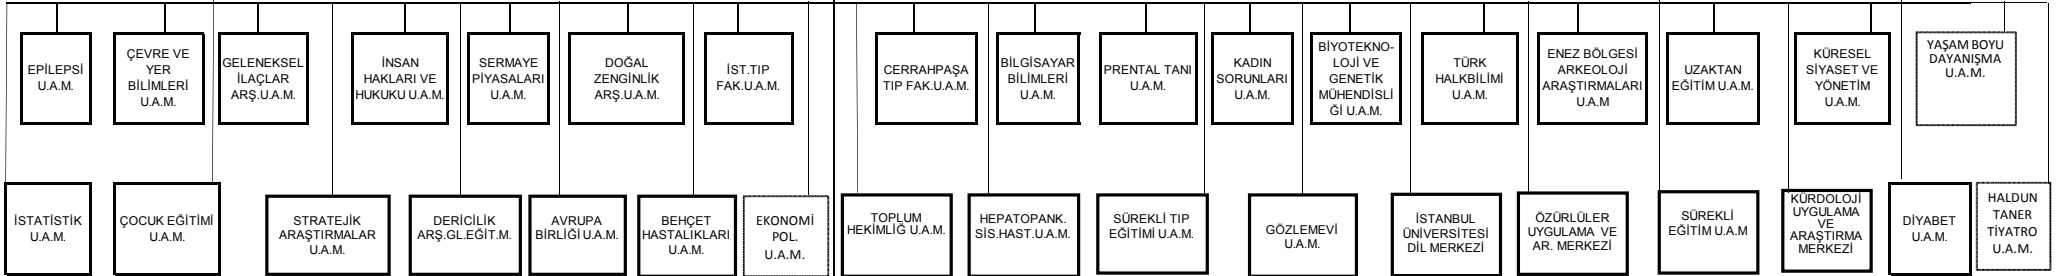 EPİLEPSİ
U.A.M.
ÇEVRE VE
YER
BİLİMLERİ
U.A.M.
GELENEKSEL
İLAÇLAR
ARŞ.U.A.M.
İNSAN
HAKLARI VE
HUKUKU U.A.M.
SERMAYE
PİYASALARI
U.A.M.
DOĞAL
ZENGİNLİK
ARŞ.U.A.M.
İST.TIP
FAK.U.A.M.
CERRAHPAŞA
TIP FAK.U.A.M.
BİLGİSAYAR
BİLİMLERİ
U.A.M.
PRENTAL TANI
U.A.M.
KADIN
SORUNLARI
U.A.M.
BİYOTEKNO-
LOJİ VE
GENETİK
MÜHENDİSLİ
Ğİ U.A.M.
TÜRK
HALKBİLİMİ
U.A.M.
ENEZ BÖLGESİ
ARKEOLOJİ
ARAŞTIRMALARI
U.A.M
UZAKTAN
EĞİTİM U.A.M.
KÜRESEL
SİYASET VE
YÖNETİM
U.A.M.
YAŞAM BOYU
DAYANIŞMA
U.A.M.
İSTATİSTİK
U.A.M.
ÇOCUK EĞİTİMİ
U.A.M.
STRATEJİK
ARAŞTIRMALAR
U.A.M.
DERİCİLİK
ARŞ.GL.EĞİT.M.
AVRUPA
BİRLİĞİ U.A.M.
BEHÇET
HASTALIKLARI
U.A.M.
EKONOMİ
POL.
U.A.M.
TOPLUM
HEKİMLİĞ U.A.M.
HEPATOPANK.
SİS.HAST.U.A.M.
SÜREKLİ TIP
EĞİTİMİ U.A.M.
GÖZLEMEVİ
U.A.M.
İSTANBUL
ÜNİVERSİTESİ
DİL MERKEZİ
ÖZÜRLÜLER
UYGULAMA VE
AR. MERKEZİ
SÜREKLİ
EĞİTİM U.A.M
KÜRDOLOJİ
UYGULAMA
VE
ARAŞTIRMA
MERKEZİ
DİYABET
U.A.M.
HALDUN
TANER
TİYATRO
U.A.M.